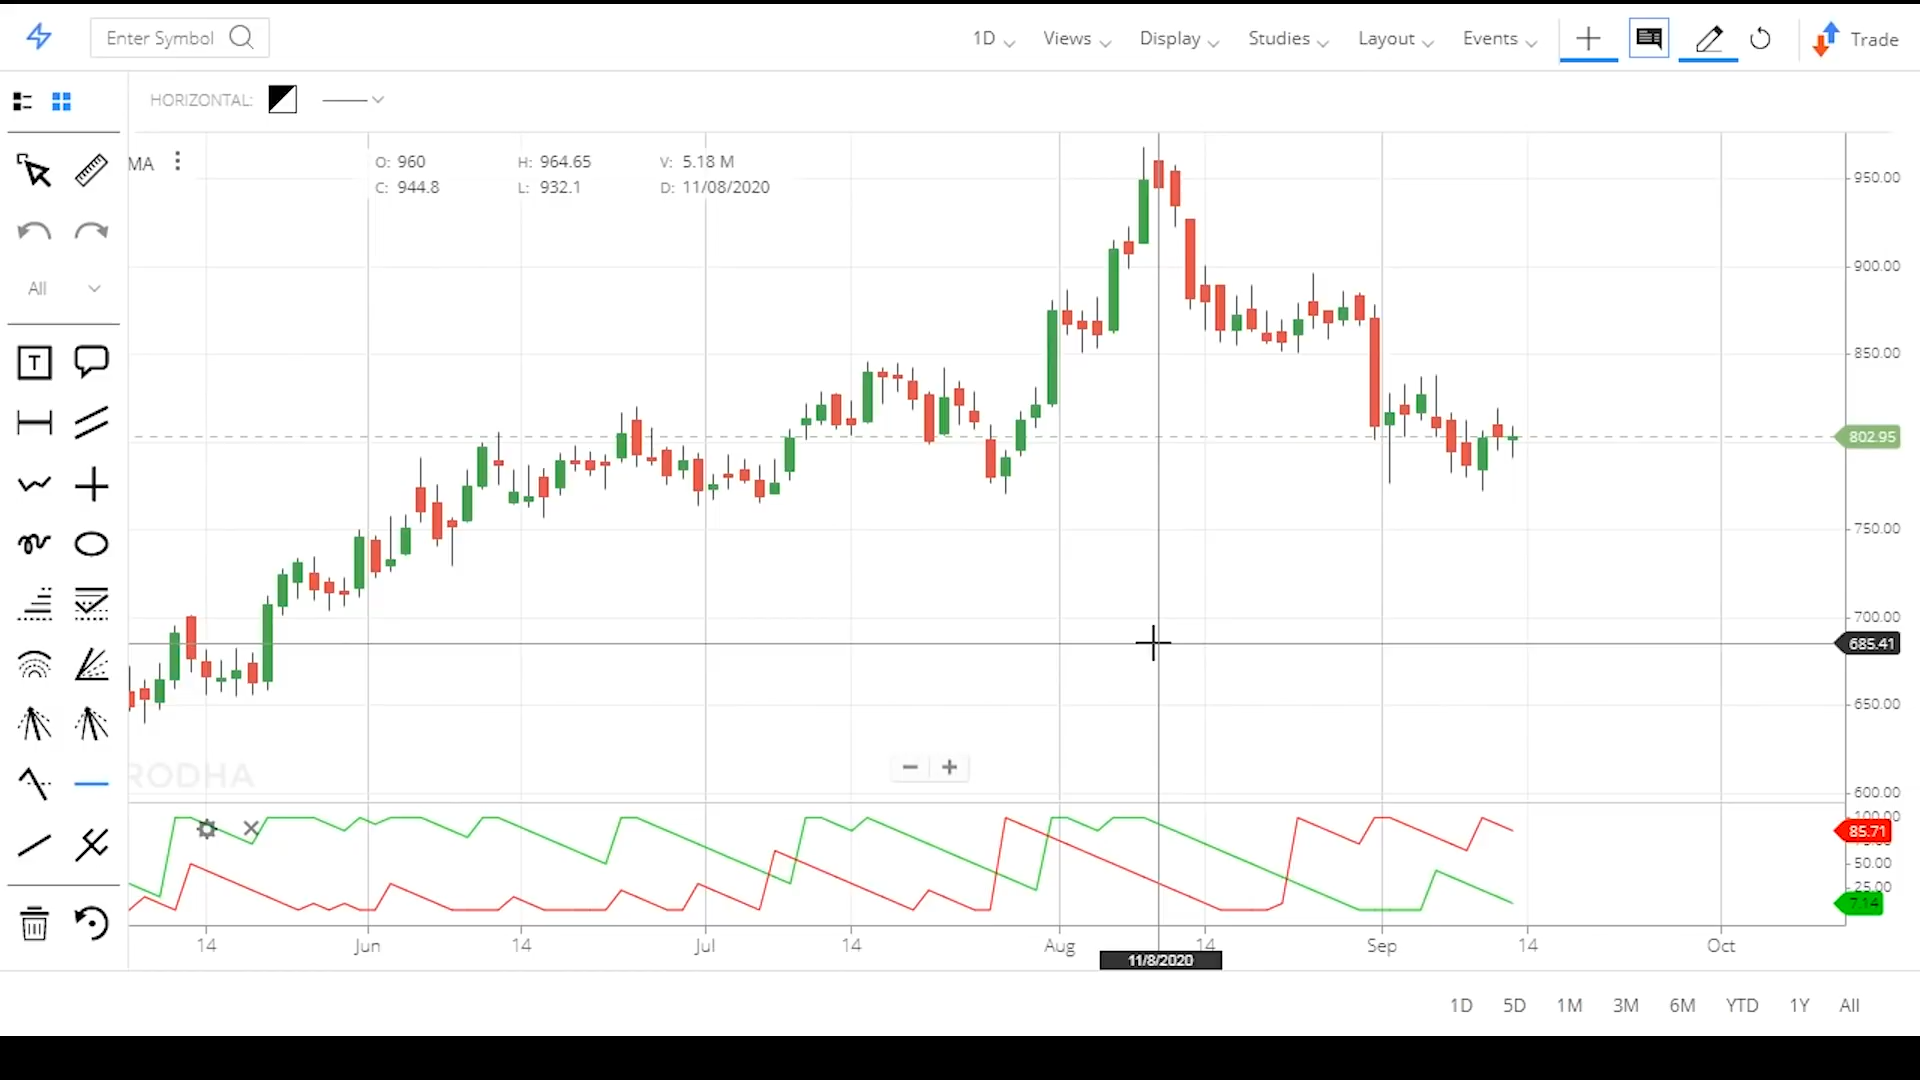 Enter Symbol 1D Views Display Studies Layout Events Trade
HORIZONTAL:
MA O: 960 H: 964.65 V: 5.18 M
C: 944.8 L: 932.1 D: 11/08/2020
All
T
950.00
900.00
850.00
802.95
750.00
700.00
685.41
650.00
RODHA
600.00
100.00
85.71
50.00
25.00
7.14
14 Jun 14 Jul 14 Aug 14 Sep 14 Oct
11/8/2020
1D 5D 1M 3M 6M YTD 1Y All